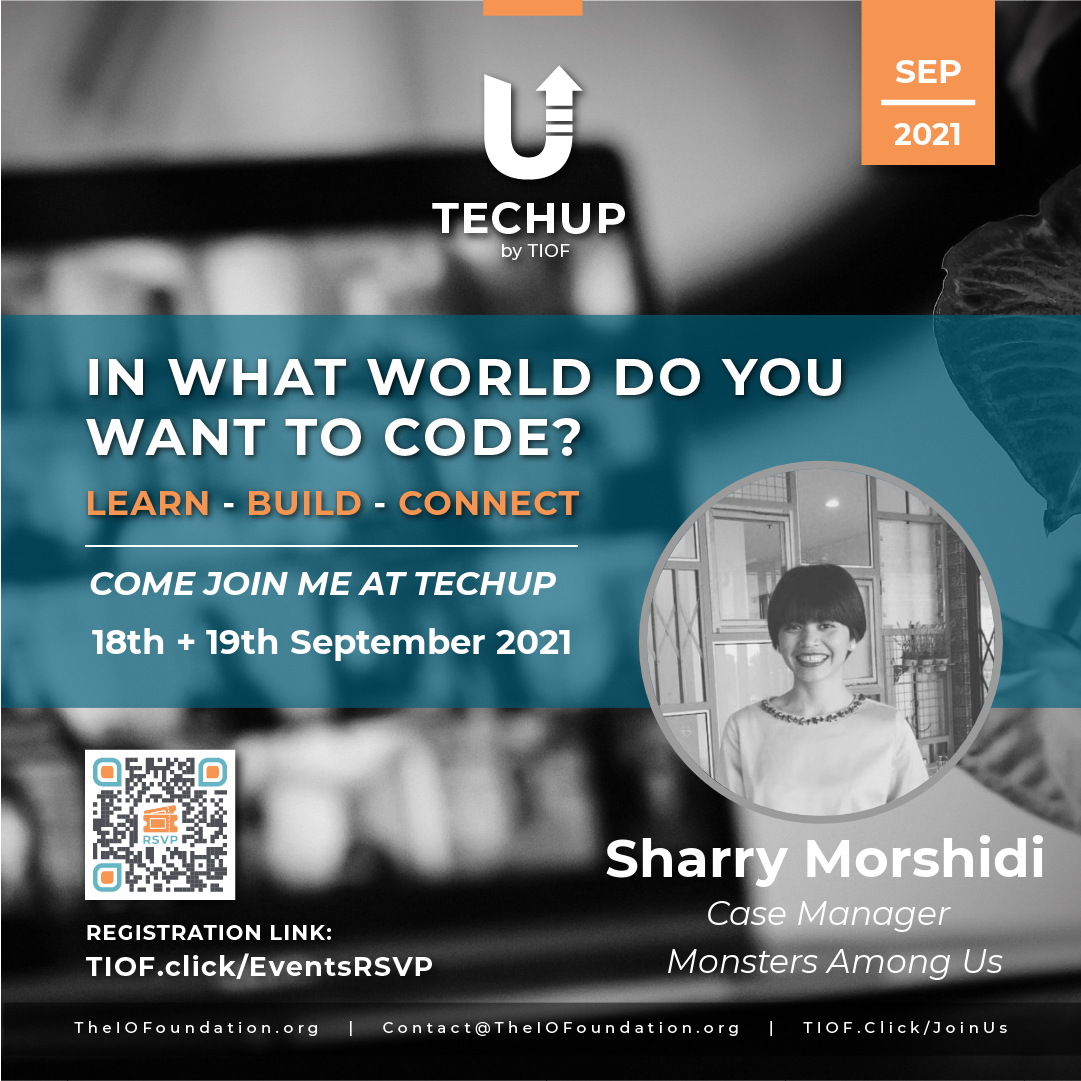 SEP
2021
TECHUP
by TIOF
IN WHAT WORLD DO YOU
WANT TO CODE?
LEARN - BUILD - CONNECT
COME JOIN ME AT TECHUP
18th + 19th September 2021
RSVP
REGISTRATION LINK:
TIOF.click/EventsRSVP
Sharry Morshidi
Case Manager
Monsters Among Us
TheIOFoundation.org | Contact@TheIOFoundation.org | TIOF.Click/JoinUs